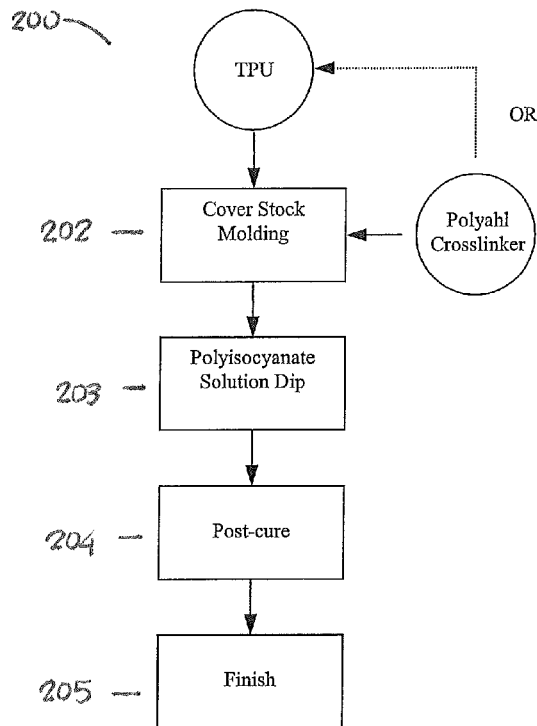 200
TPU
OR
Polyahl
Crosslinker
202
Cover Stock
Molding
203
Polyisocyanate
Solution Dip
204
Post-cure
205
Finish